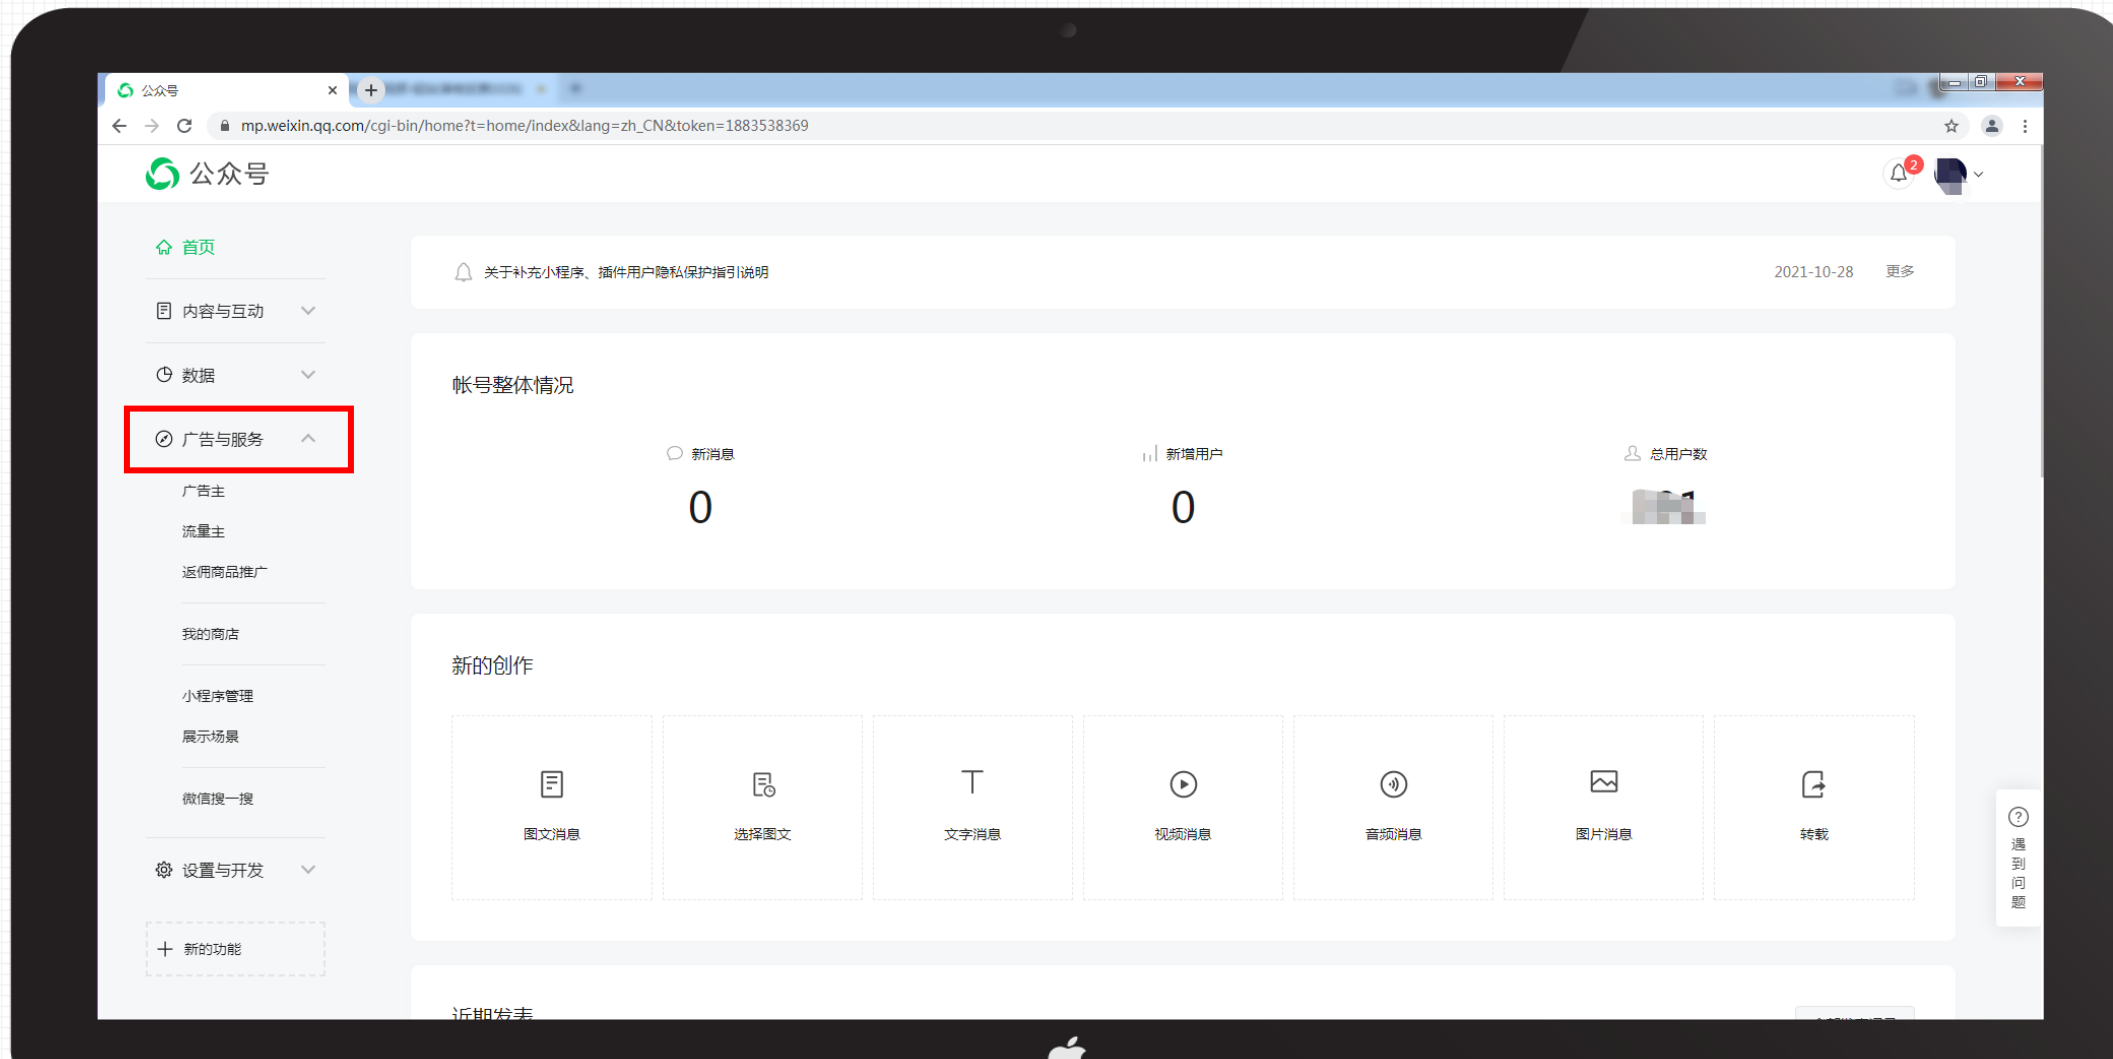 公众号
mp.weixin.qq.com/cgi-bin/home?t=home/index&lang=zh_CN&token=1883538369
公众号
2
首页
内容与互动
数据
广告与服务
广告主
流量主
返佣商品推广
我的商店
小程序管理
展示场景
微信搜一搜
设置与开发
新的功能
关于补充小程序、插件用户隐私保护指引说明
2021-10-28 更多
帐号整体情况
新消息 新增用户 总用户数
0 0
新的创作
图文消息 选择图文 文字消息 视频消息 音频消息 图片消息 转载
近期发表
遇到问题